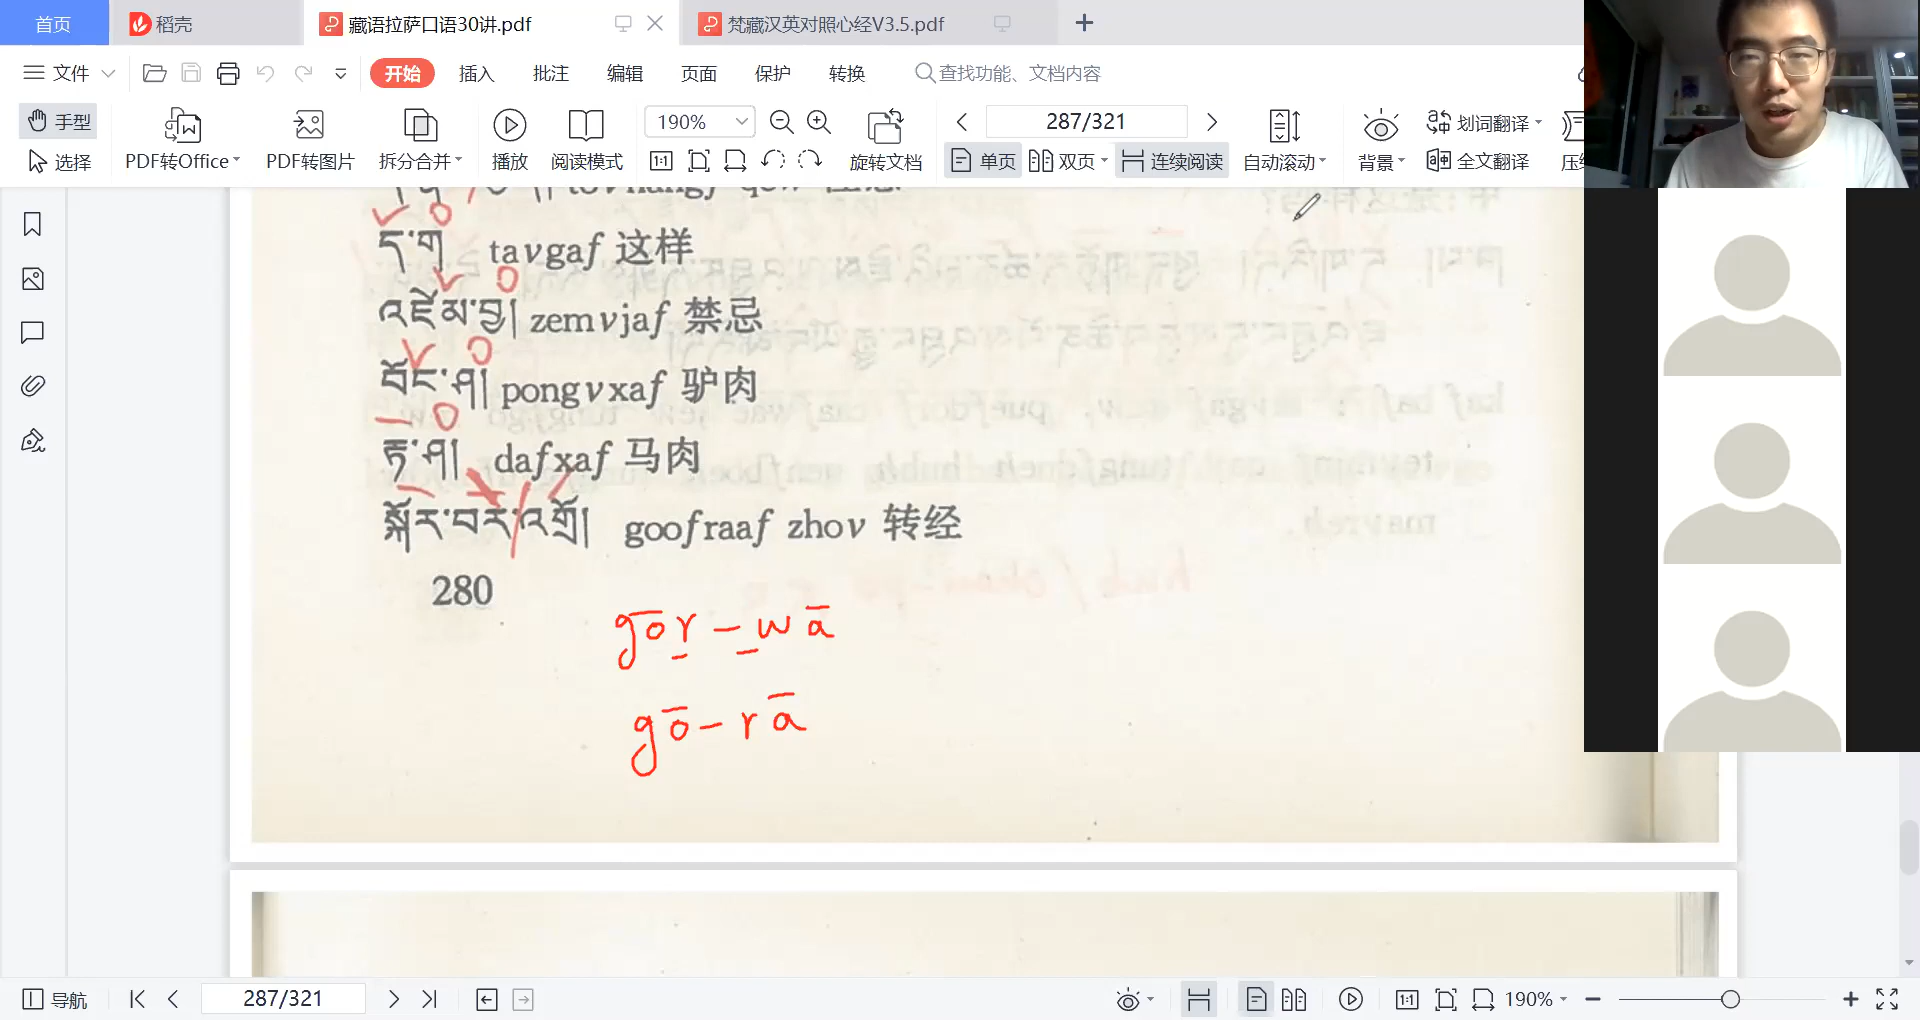 首页 稻壳 藏语拉萨口语30讲.pdf 梵藏汉英对照心经V3.5.pdf
文件 开始 插入 批注 编辑 页面 保护 转换 查找功能、文档内容
手型 选择 PDF转Office PDF转图片 拆分合并 播放 阅读模式 190% 旋转文档 287/321 单页 双页 连续阅读 自动滚动 背景 划词翻译 全文翻译
ད་ག tavgaf 这样
འཛེམ་བྱ། zemvjaf 禁忌
བོང་ཤ། pongvxaf 驴肉
རྟ་ཤ། dafxaf 马肉
སྐོར་བར་འགྲོ། goofraaf zhov 转经
280
gōr - wā
gō - rā
导航 287/321 190%